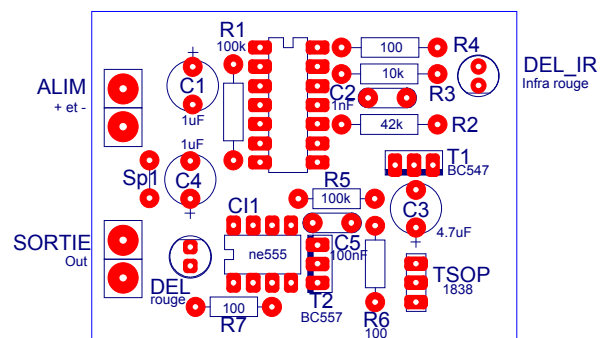 R1
100k
100
R4
DEL_IR
Infra rouge
ALIM
+ et -
+
C1
1uF
10k
R3
C2
1nF
42k
R2
1uF
Sp1
C4
+
T1
BC547
R5
100k
C3
4.7uF
+
CI1
SORTIE
Out
ne555
C5
100nF
DEL
rouge
TSOP
1838
100
R7
T2
BC557
R6
100